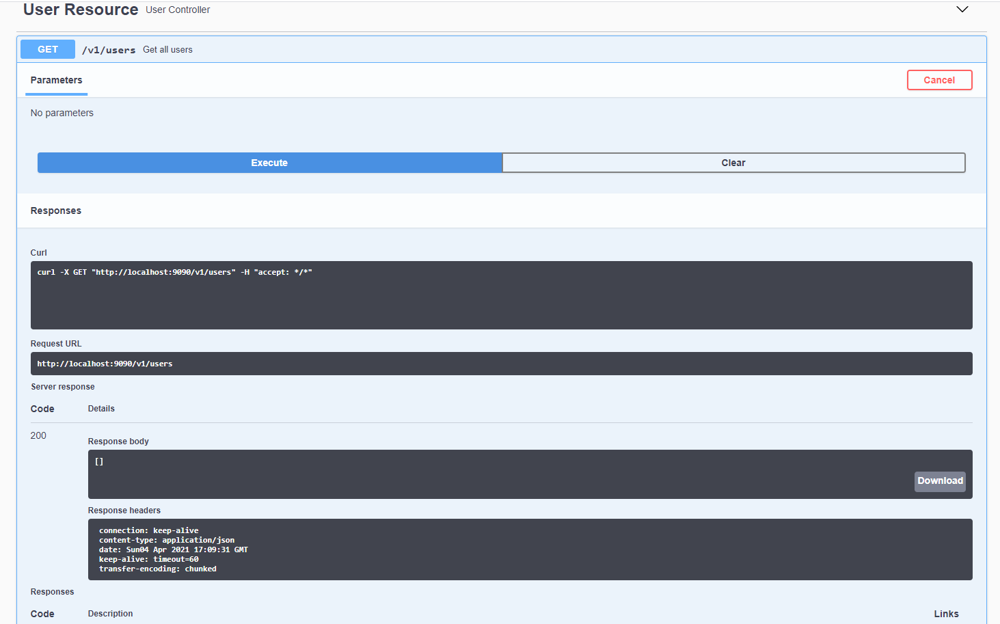 User Resource User Controller
GET /v1/users Get all users
Parameters Cancel
No parameters
Execute Clear
Responses
Curl
curl -X GET "http://localhost:9090/v1/users" -H "accept: */*"
Request URL
http://localhost:9090/v1/users
Server response
Code Details
200
Response body
[]
Download
Response headers
connection: keep-alive
content-type: application/json
date: Sun04 Apr 2021 17:09:31 GMT
keep-alive: timeout=60
transfer-encoding: chunked
Responses
Code Description Links